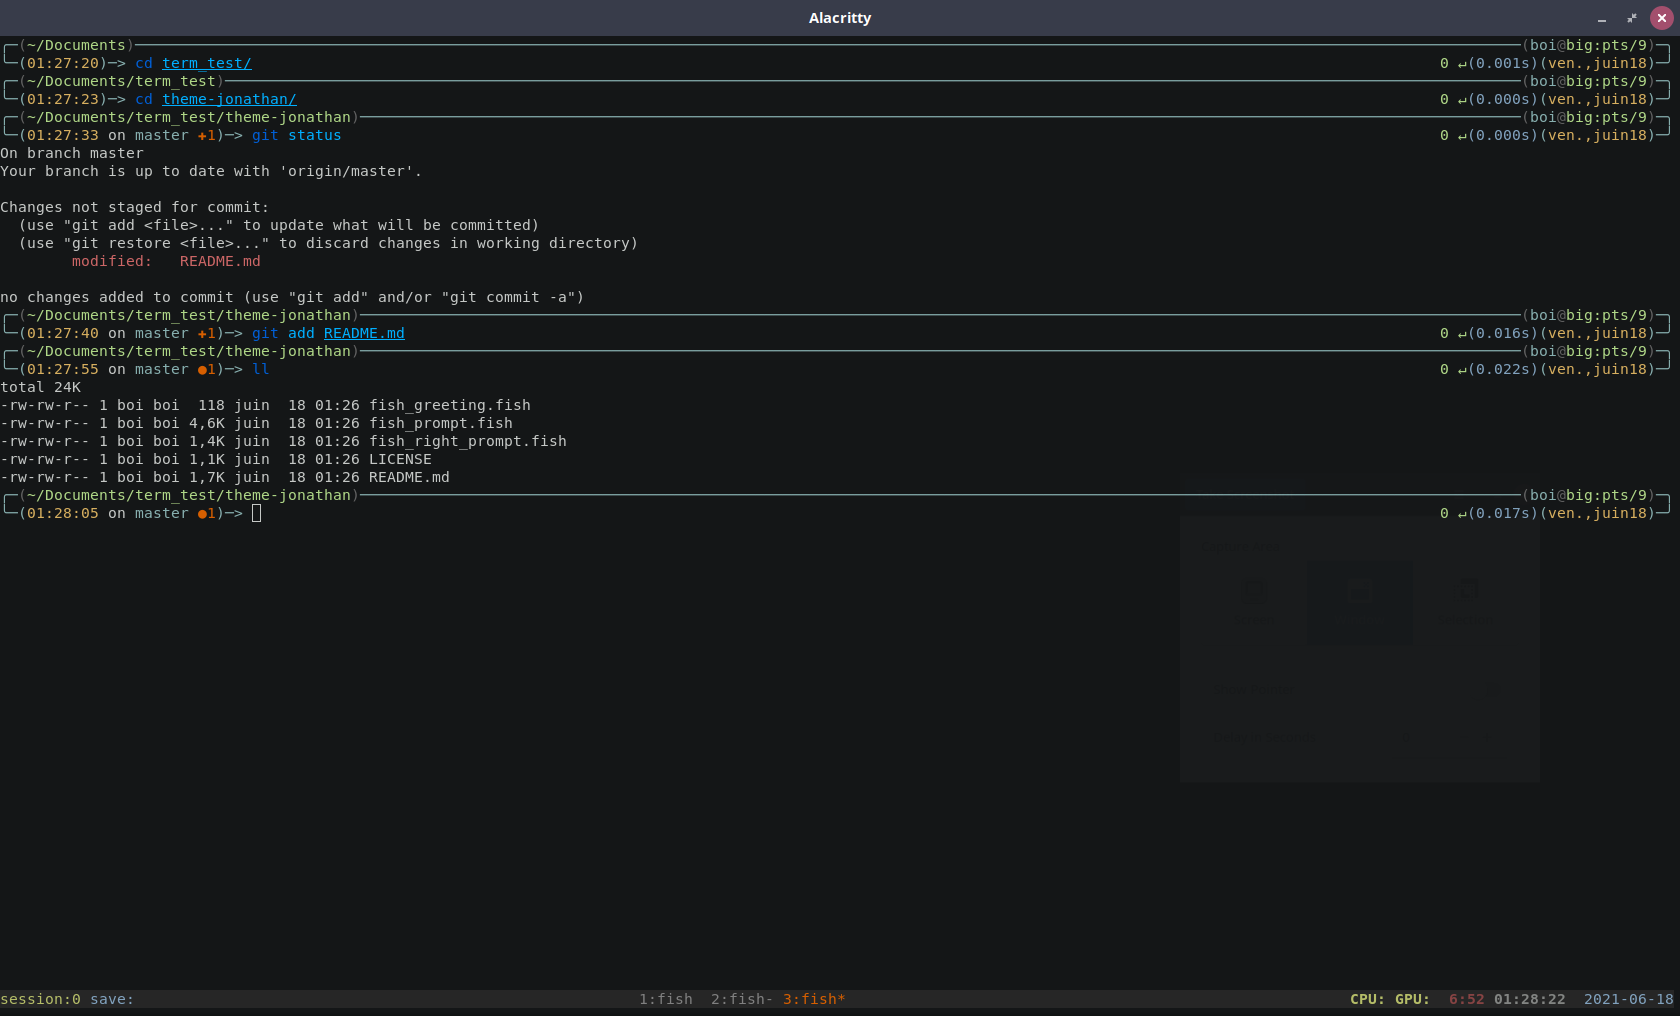 Alacritty
╭─(~/Documents)─(boi@big:pts/9)─╮
╰─(01:27:20)─> cd term_test/ 0 ↵(0.001s)(ven.,juin18)─╯
╭─(~/Documents/term_test)─(boi@big:pts/9)─╮
╰─(01:27:23)─> cd theme-jonathan/ 0 ↵(0.000s)(ven.,juin18)─╯
╭─(~/Documents/term_test/theme-jonathan)─(boi@big:pts/9)─╮
╰─(01:27:33 on master ✚1)─> git status 0 ↵(0.000s)(ven.,juin18)─╯
On branch master
Your branch is up to date with 'origin/master'.
Changes not staged for commit:
(use "git add <file>..." to update what will be committed)
(use "git restore <file>..." to discard changes in working directory)
modified: README.md
no changes added to commit (use "git add" and/or "git commit -a")
╭─(~/Documents/term_test/theme-jonathan)─(boi@big:pts/9)─╮
╰─(01:27:40 on master ✚1)─> git add README.md 0 ↵(0.016s)(ven.,juin18)─╯
╭─(~/Documents/term_test/theme-jonathan)─(boi@big:pts/9)─╮
╰─(01:27:55 on master ●1)─> ll 0 ↵(0.022s)(ven.,juin18)─╯
total 24K
-rw-rw-r-- 1 boi boi 118 juin 18 01:26 fish_greeting.fish
-rw-rw-r-- 1 boi boi 4,6K juin 18 01:26 fish_prompt.fish
-rw-rw-r-- 1 boi boi 1,4K juin 18 01:26 fish_right_prompt.fish
-rw-rw-r-- 1 boi boi 1,1K juin 18 01:26 LICENSE
-rw-rw-r-- 1 boi boi 1,7K juin 18 01:26 README.md
╭─(~/Documents/term_test/theme-jonathan)─(boi@big:pts/9)─╮
╰─(01:28:05 on master ●1)─> 0 ↵(0.017s)(ven.,juin18)─╯
session:0 save: 1:fish 2:fish- 3:fish* CPU: GPU: 6:52 01:28:22 2021-06-18